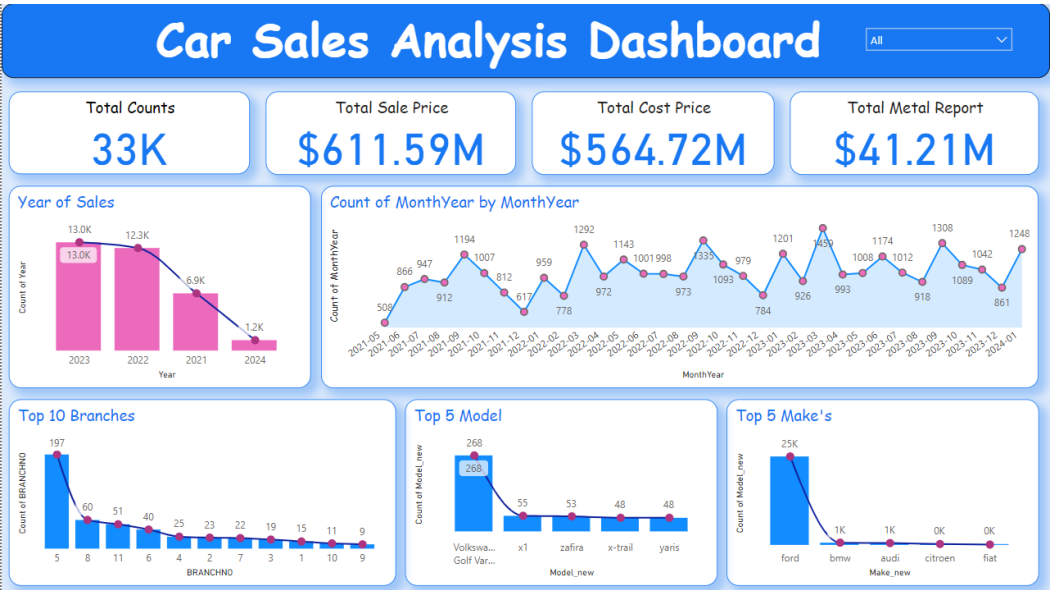 Car Sales Analysis Dashboard
All
Total Counts
33K
Total Sale Price
$611.59M
Total Cost Price
$564.72M
Total Metal Report
$41.21M
Year of Sales
Count of Year
13.0K
13.0K
12.3K
6.9K
1.2K
2023 2022 2021 2024
Year
Count of MonthYear by MonthYear
Count of MonthYear
508 866 947 912 1194 1007 812 617 959 778 1292 972 1143 1001 998 973 1335 1093 979 784 1201 926 1459 993 1008 1174 1012 918 1308 1089 1042 861 1248
2021-05 2021-06 2021-07 2021-08 2021-09 2021-10 2021-11 2021-12 2022-01 2022-02 2022-03 2022-04 2022-05 2022-06 2022-07 2022-08 2022-09 2022-10 2022-11 2022-12 2023-01 2023-02 2023-03 2023-04 2023-05 2023-06 2023-07 2023-08 2023-09 2023-10 2023-11 2023-12 2024-01
MonthYear
Top 10 Branches
Count of BRANCHNO
197 60 51 40 25 23 22 19 15 11 9
5 8 11 6 4 2 7 3 1 10 9
BRANCHNO
Top 5 Model
Count of Model_new
268
268
55 53 48 48
Volkswa... x1 zafira x-trail yaris
Golf Var...
Model_new
Top 5 Make's
Count of Model_new
25K 1K 1K 0K 0K
ford bmw audi citroen fiat
Make_new